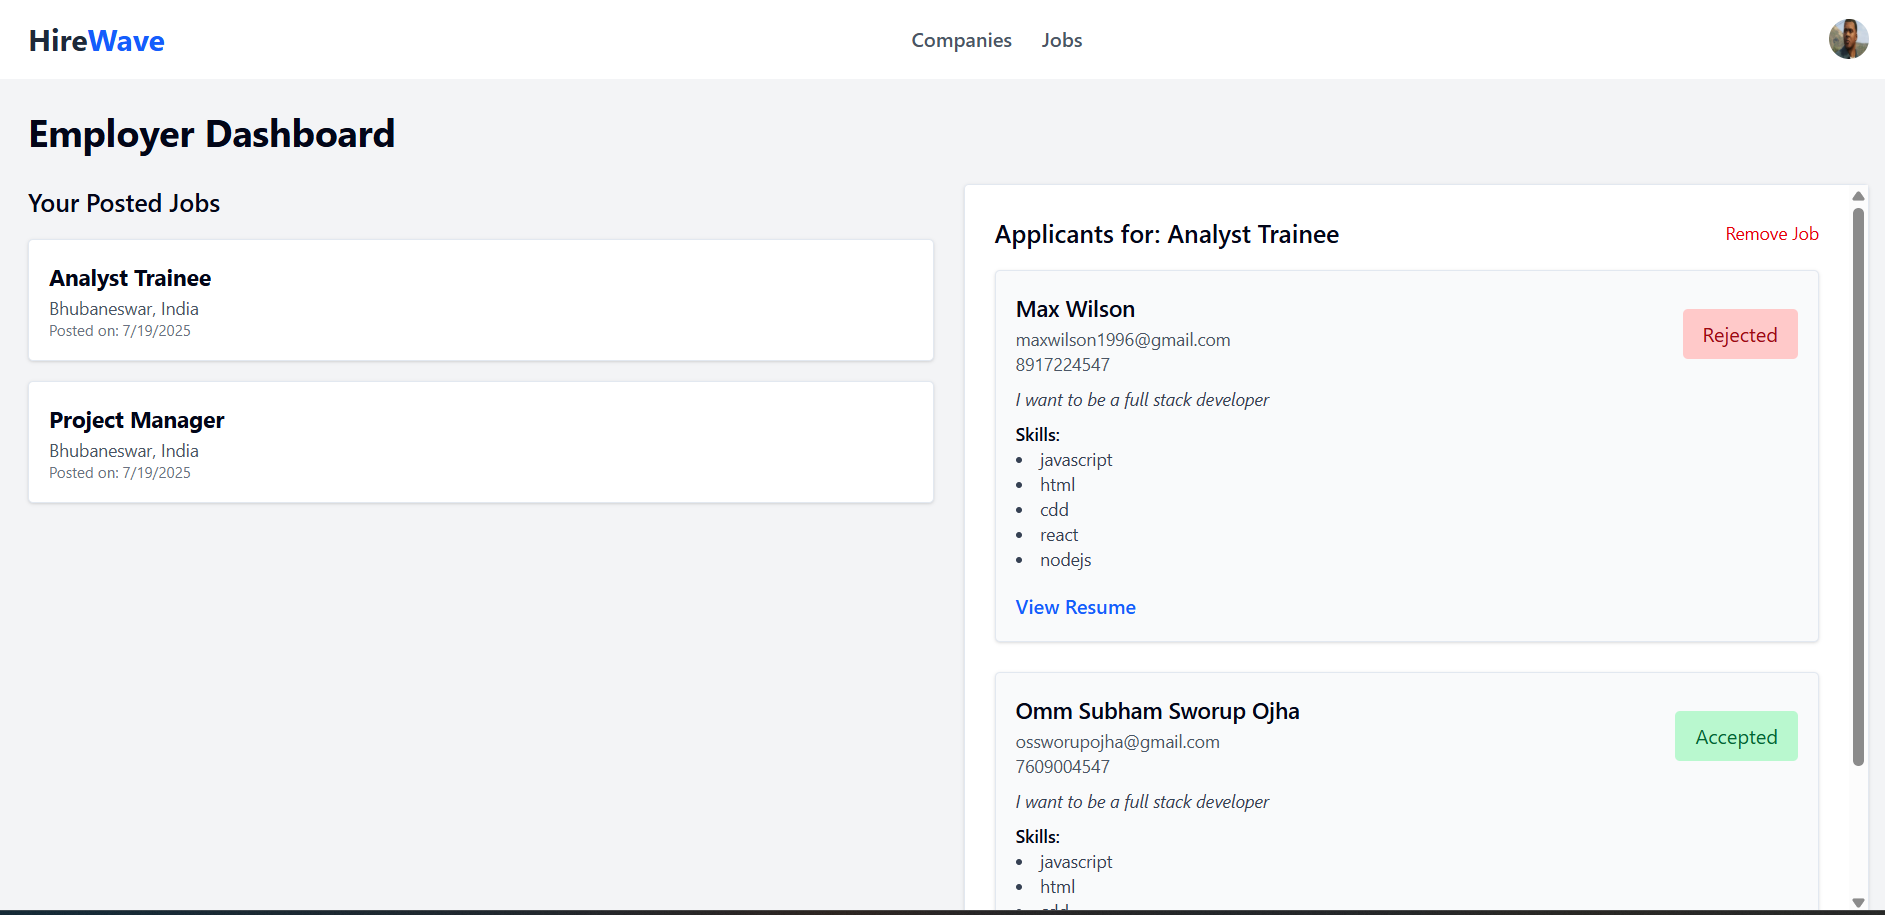 HireWave
Companies
Jobs
Employer Dashboard
Your Posted Jobs
Analyst Trainee
Bhubaneswar, India
Posted on: 7/19/2025
Project Manager
Bhubaneswar, India
Posted on: 7/19/2025
Applicants for: Analyst Trainee
Remove Job
Max Wilson
maxwilson1996@gmail.com
8917224547
Rejected
I want to be a full stack developer
Skills:
javascript
html
cdd
react
nodejs
View Resume
Omm Subham Sworup Ojha
ossworupojha@gmail.com
7609004547
Accepted
I want to be a full stack developer
Skills:
javascript
html